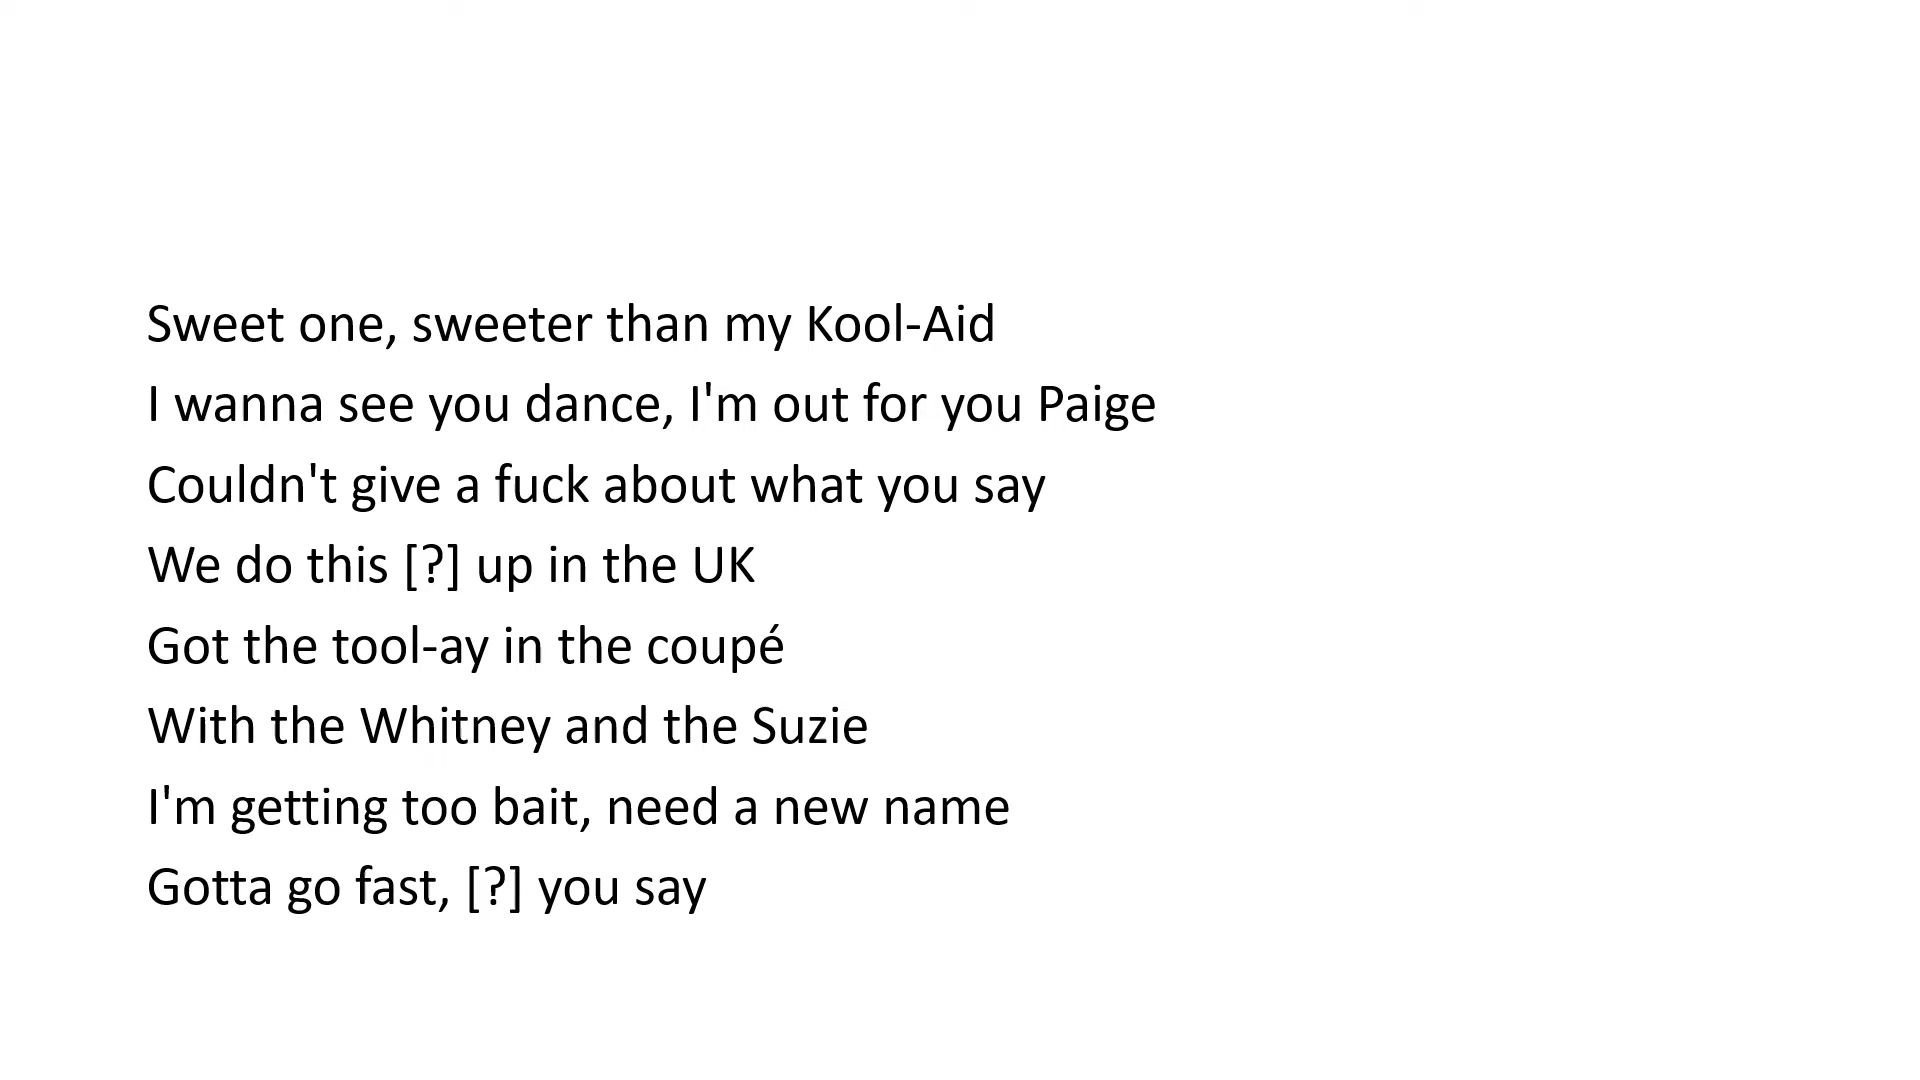 Sweet one, sweeter than my Kool-Aid
I wanna see you dance, I'm out for you Paige
Couldn't give a fuck about what you say
We do this [?] up in the UK
Got the tool-ay in the coupé
With the Whitney and the Suzie
I'm getting too bait, need a new name
Gotta go fast, [?] you say